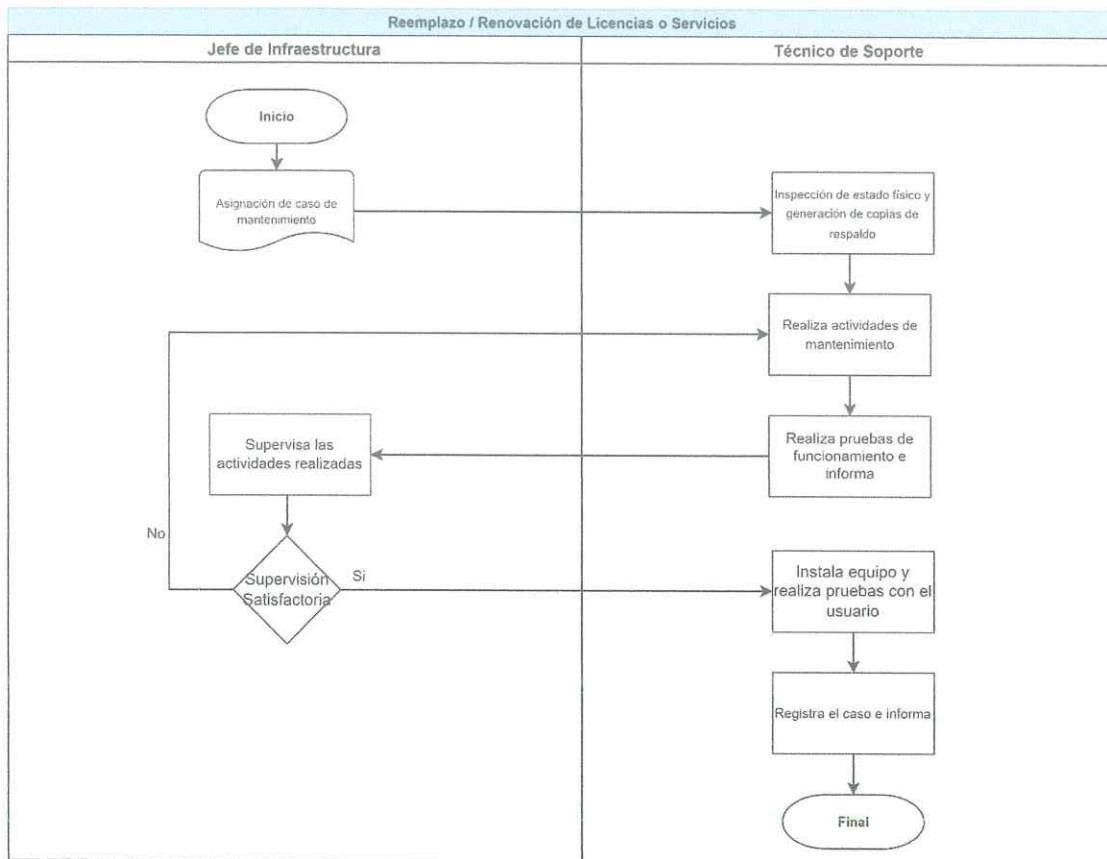 Reemplazo / Renovación de Licencias o Servicios
Jefe de Infraestructura
Técnico de Soporte
Inicio
Asignación de caso de
mantenimiento
Inspección de estado físico y
generación de copias de
respaldo
Realiza actividades de
mantenimiento
Realiza pruebas de
funcionamiento e
informa
Supervisa las
actividades realizadas
No
Supervisión
Satisfactoria
Si
Instala equipo y
realiza pruebas con el
usuario
Registra el caso e informa
Final